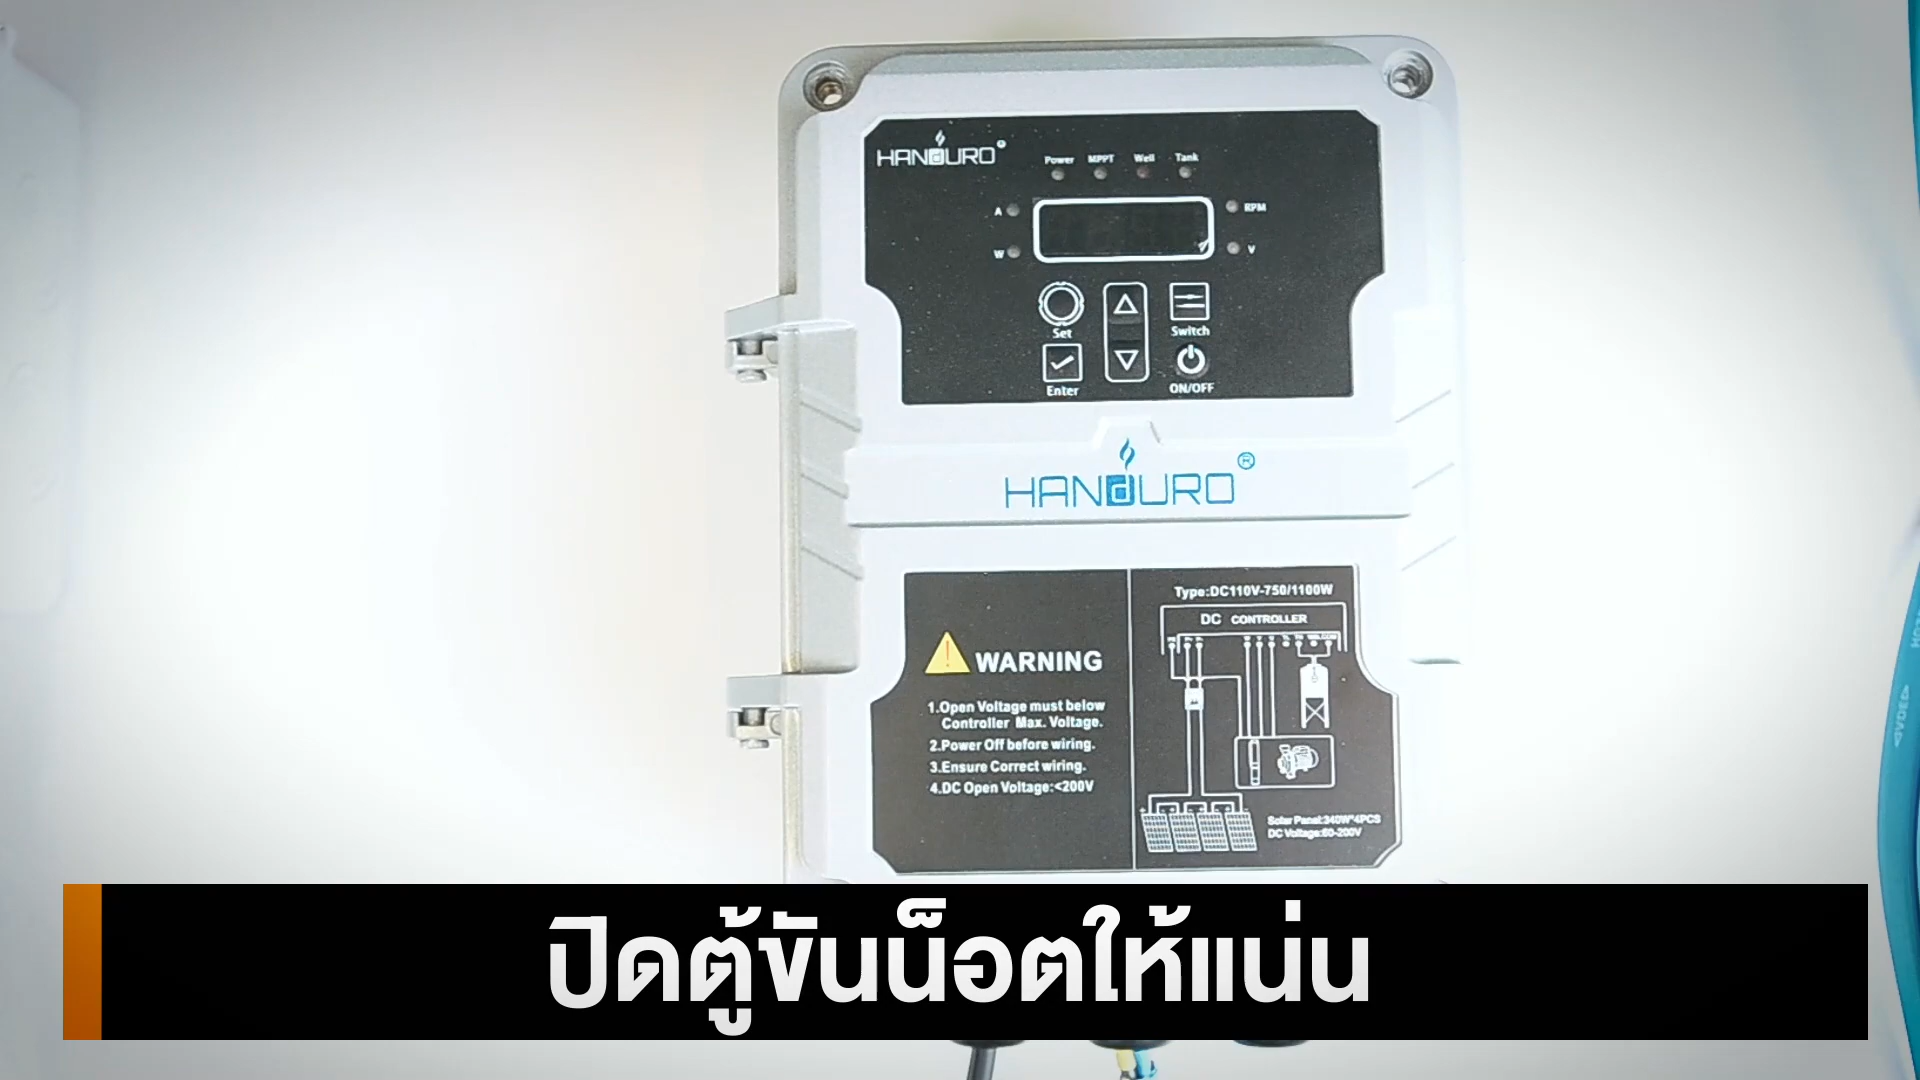 HANDURO®
Power MPPT Well Tank
A RPM
W V
Set Switch
Enter ON/OFF
HANDURO®
WARNING
1.Open Voltage must below
Controller Max. Voltage.
2.Power Off before wiring.
3.Ensure Correct wiring.
4.DC Open Voltage:<200V
Type:DC110V-750/1100W
DC CONTROLLER
Solar Panel:340W*4PCS
DC Voltage:60-200V
ปิดตู้ขันน็อตให้แน่น